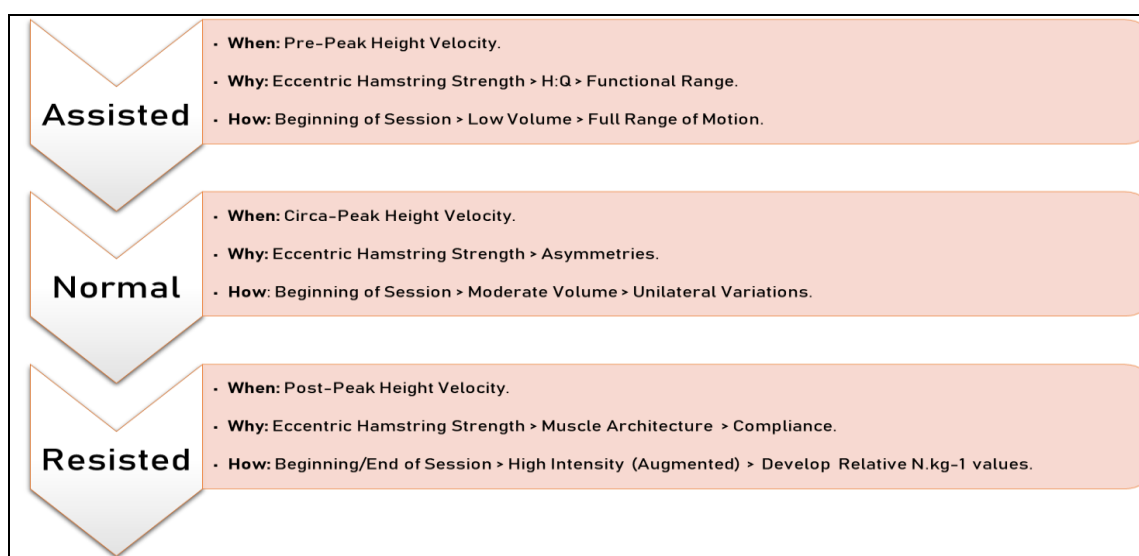 Assisted
• When: Pre-Peak Height Velocity.
• Why: Eccentric Hamstring Strength > H:Q > Functional Range.
• How: Beginning of Session > Low Volume > Full Range of Motion.
Normal
• When: Circa-Peak Height Velocity.
• Why: Eccentric Hamstring Strength > Asymmetries.
• How: Beginning of Session > Moderate Volume > Unilateral Variations.
Resisted
• When: Post-Peak Height Velocity.
• Why: Eccentric Hamstring Strength > Muscle Architecture > Compliance.
• How: Beginning/End of Session > High Intensity (Augmented) > Develop Relative N.kg-1 values.